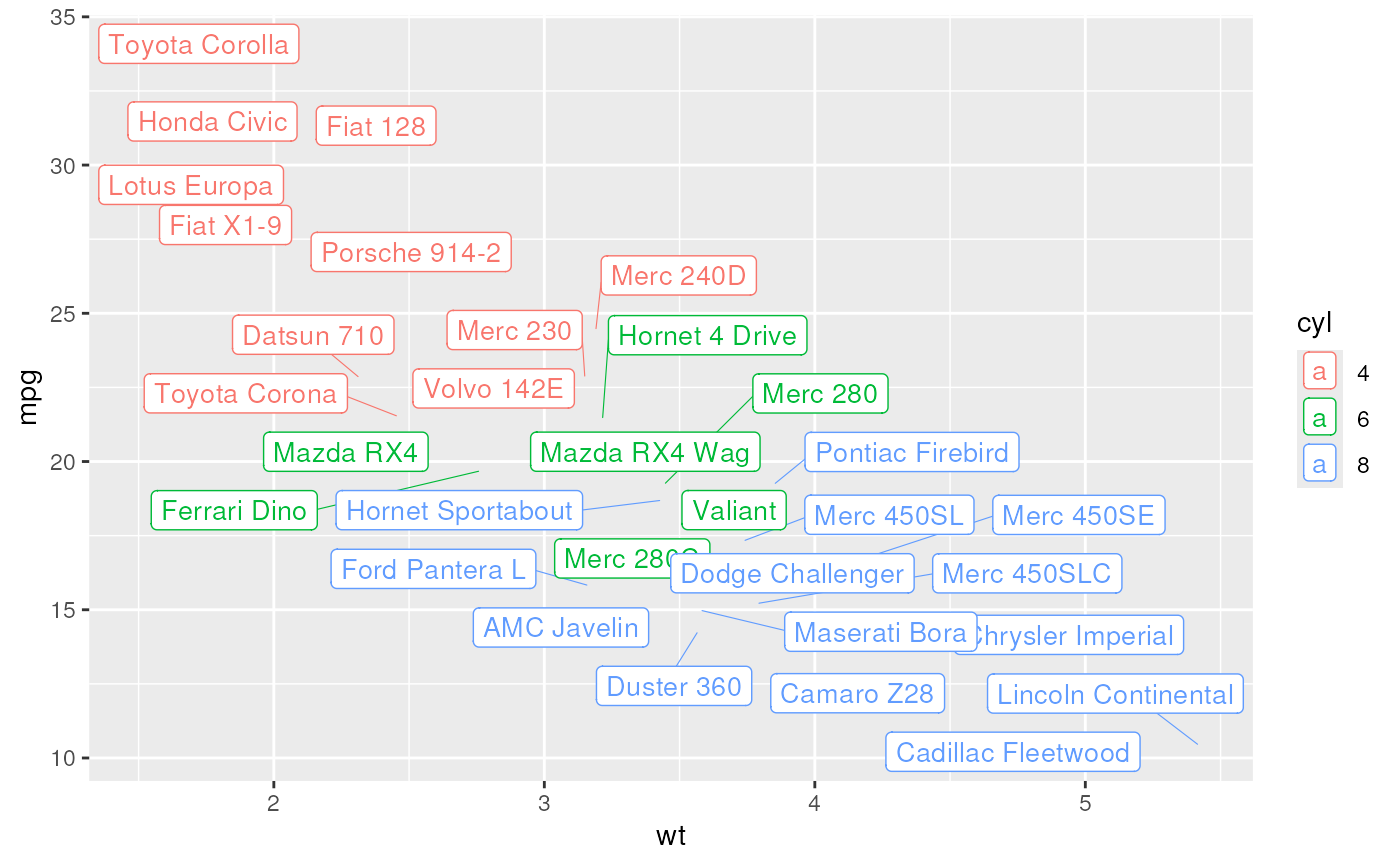 35
Toyota Corolla
Honda Civic
Fiat 128
30
Lotus Europa
Fiat X1-9
Porsche 914-2
Merc 240D
25
Datsun 710
Merc 230
Hornet 4 Drive
Toyota Corona
Volvo 142E
Merc 280
mpg
20
Mazda RX4
Mazda RX4 Wag
Pontiac Firebird
Ferrari Dino
Hornet Sportabout
Valiant
Merc 450SL
Merc 450SE
Ford Pantera L
Merc 280C
Dodge Challenger
Merc 450SLC
15
AMC Javelin
Maserati Bora
Chrysler Imperial
Duster 360
Camaro Z28
Lincoln Continental
10
Cadillac Fleetwood
2
3
4
5
wt
cyl
a 4
a 6
a 8